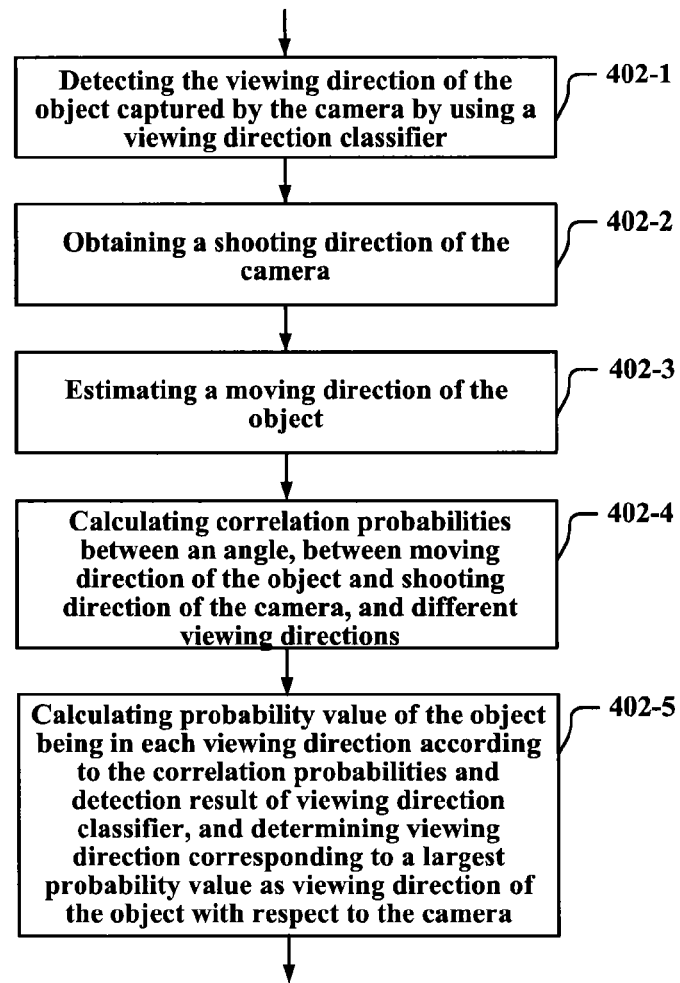 Detecting the viewing direction of the
object captured by the camera by using a
viewing direction classifier
402-1
Obtaining a shooting direction of the
camera
402-2
Estimating a moving direction of the
object
402-3
Calculating correlation probabilities
between an angle, between moving
direction of the object and shooting
direction of the camera, and different
viewing directions
402-4
Calculating probability value of the object
being in each viewing direction according
to the correlation probabilities and
detection result of viewing direction
classifier, and determining viewing
direction corresponding to a largest
probability value as viewing direction of
the object with respect to the camera
402-5